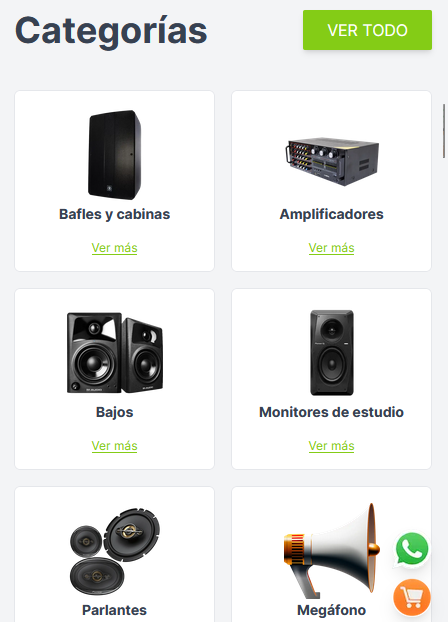 Categorías
VER TODO
Bafles y cabinas
Ver más
Amplificadores
Ver más
Bajos
Ver más
Monitores de estudio
Ver más
Parlantes
Megáfono